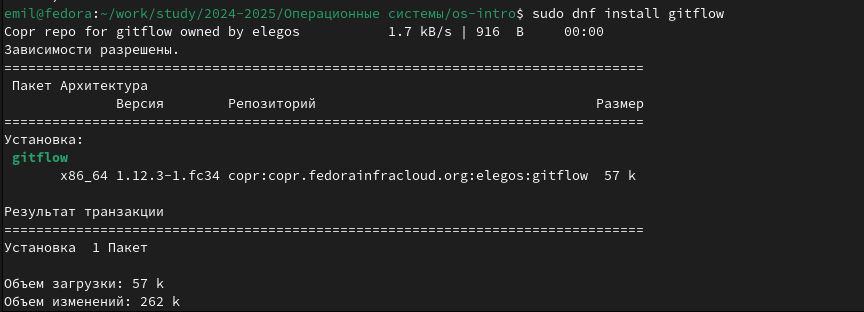 emil@fedora:~/work/study/2024-2025/Операционные системы/os-intro$ sudo dnf install gitflow
Copr repo for gitflow owned by elegos           1.7 kB/s | 916  B     00:00
Зависимости разрешены.
================================================================================
 Пакет Архитектура
              Версия        Репозиторий                                   Размер
================================================================================
Установка:
 gitflow
       x86_64 1.12.3-1.fc34 copr:copr.fedorainfracloud.org:elegos:gitflow  57 k

Результат транзакции
================================================================================
Установка  1 Пакет

Объем загрузки: 57 k
Объем изменений: 262 k